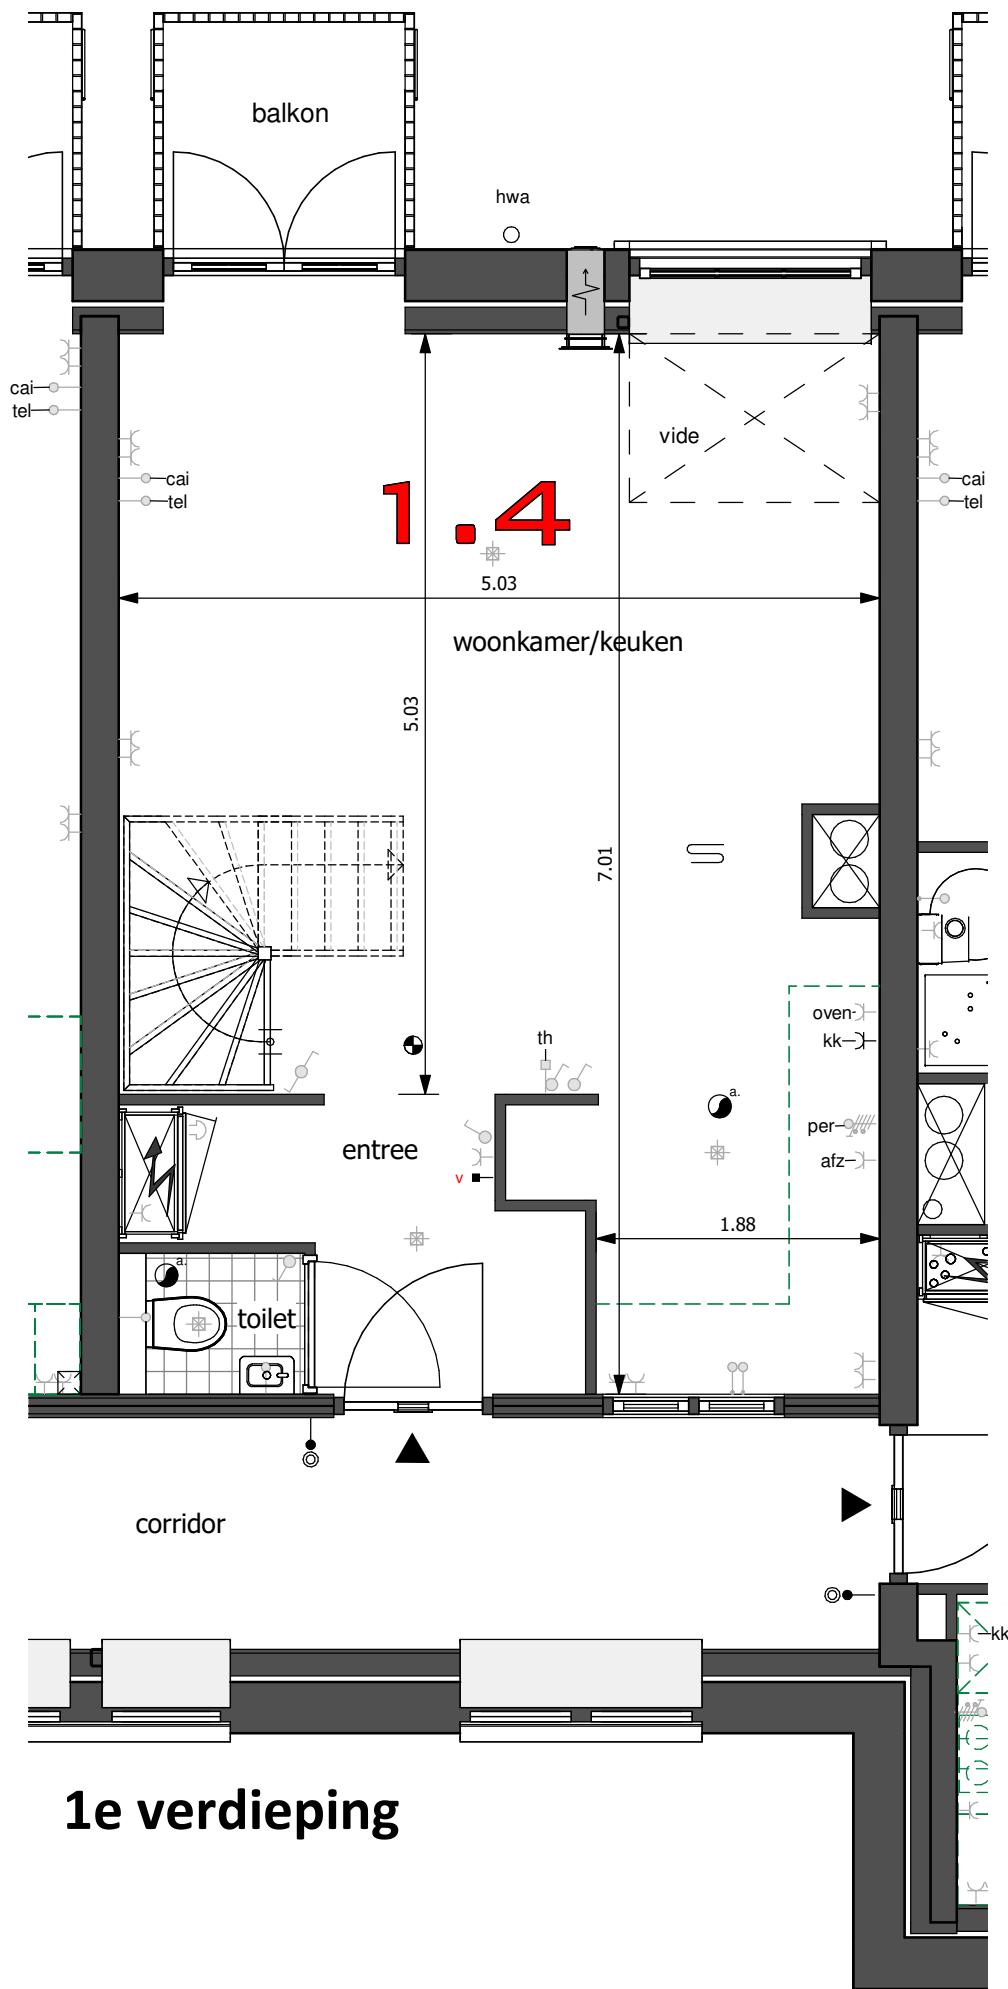 balkon
hwa
cai
tel
vide
cai
tel
cai
tel
1.4
5.03
woonkamer/keuken
5.03
7.01
oven
kk
th
a.
per
entree
afz
v
1.88
a.
toilet
corridor
kk
1e verdieping